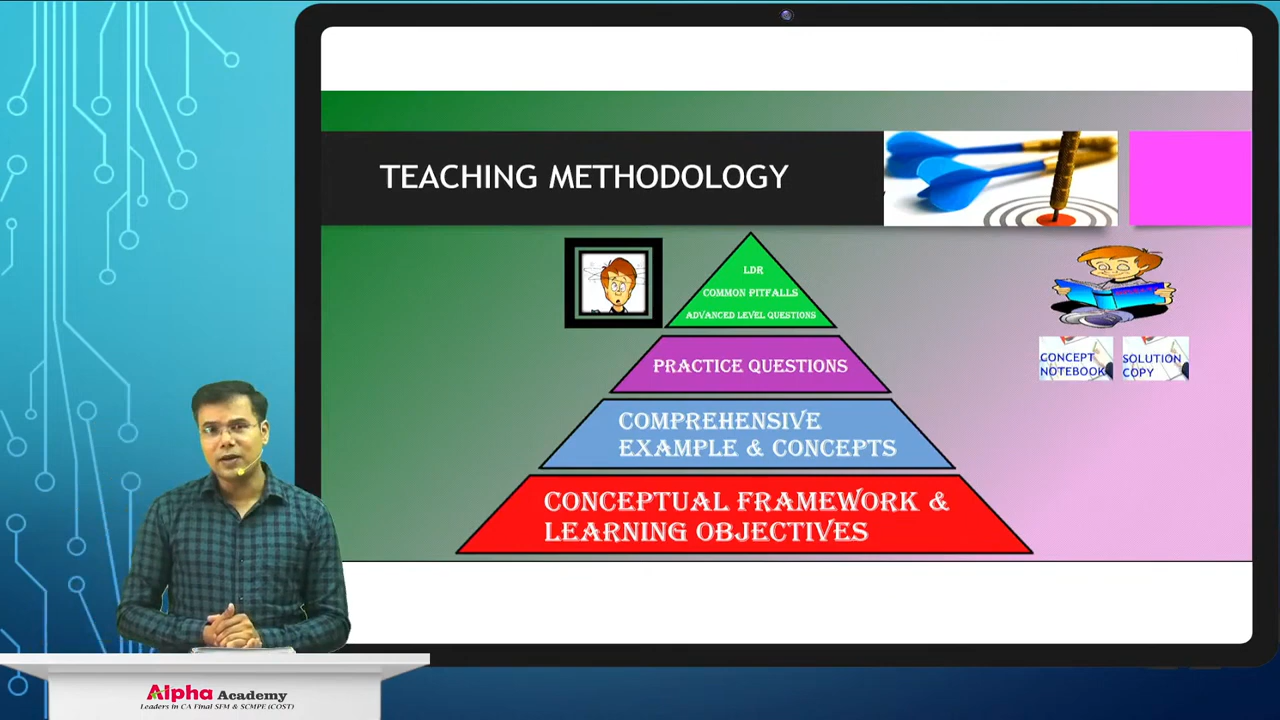 TEACHING METHODOLOGY
LDR
COMMON PITFALLS
ADVANCED LEVEL QUESTIONS
PRACTICE QUESTIONS
COMPREHENSIVE
EXAMPLE & CONCEPTS
CONCEPTUAL FRAMEWORK &
LEARNING OBJECTIVES
CONCEPT
NOTEBOOK
SOLUTION
COPY
Alpha Academy
Leaders in CA Final SFM & SCMPE (COST)